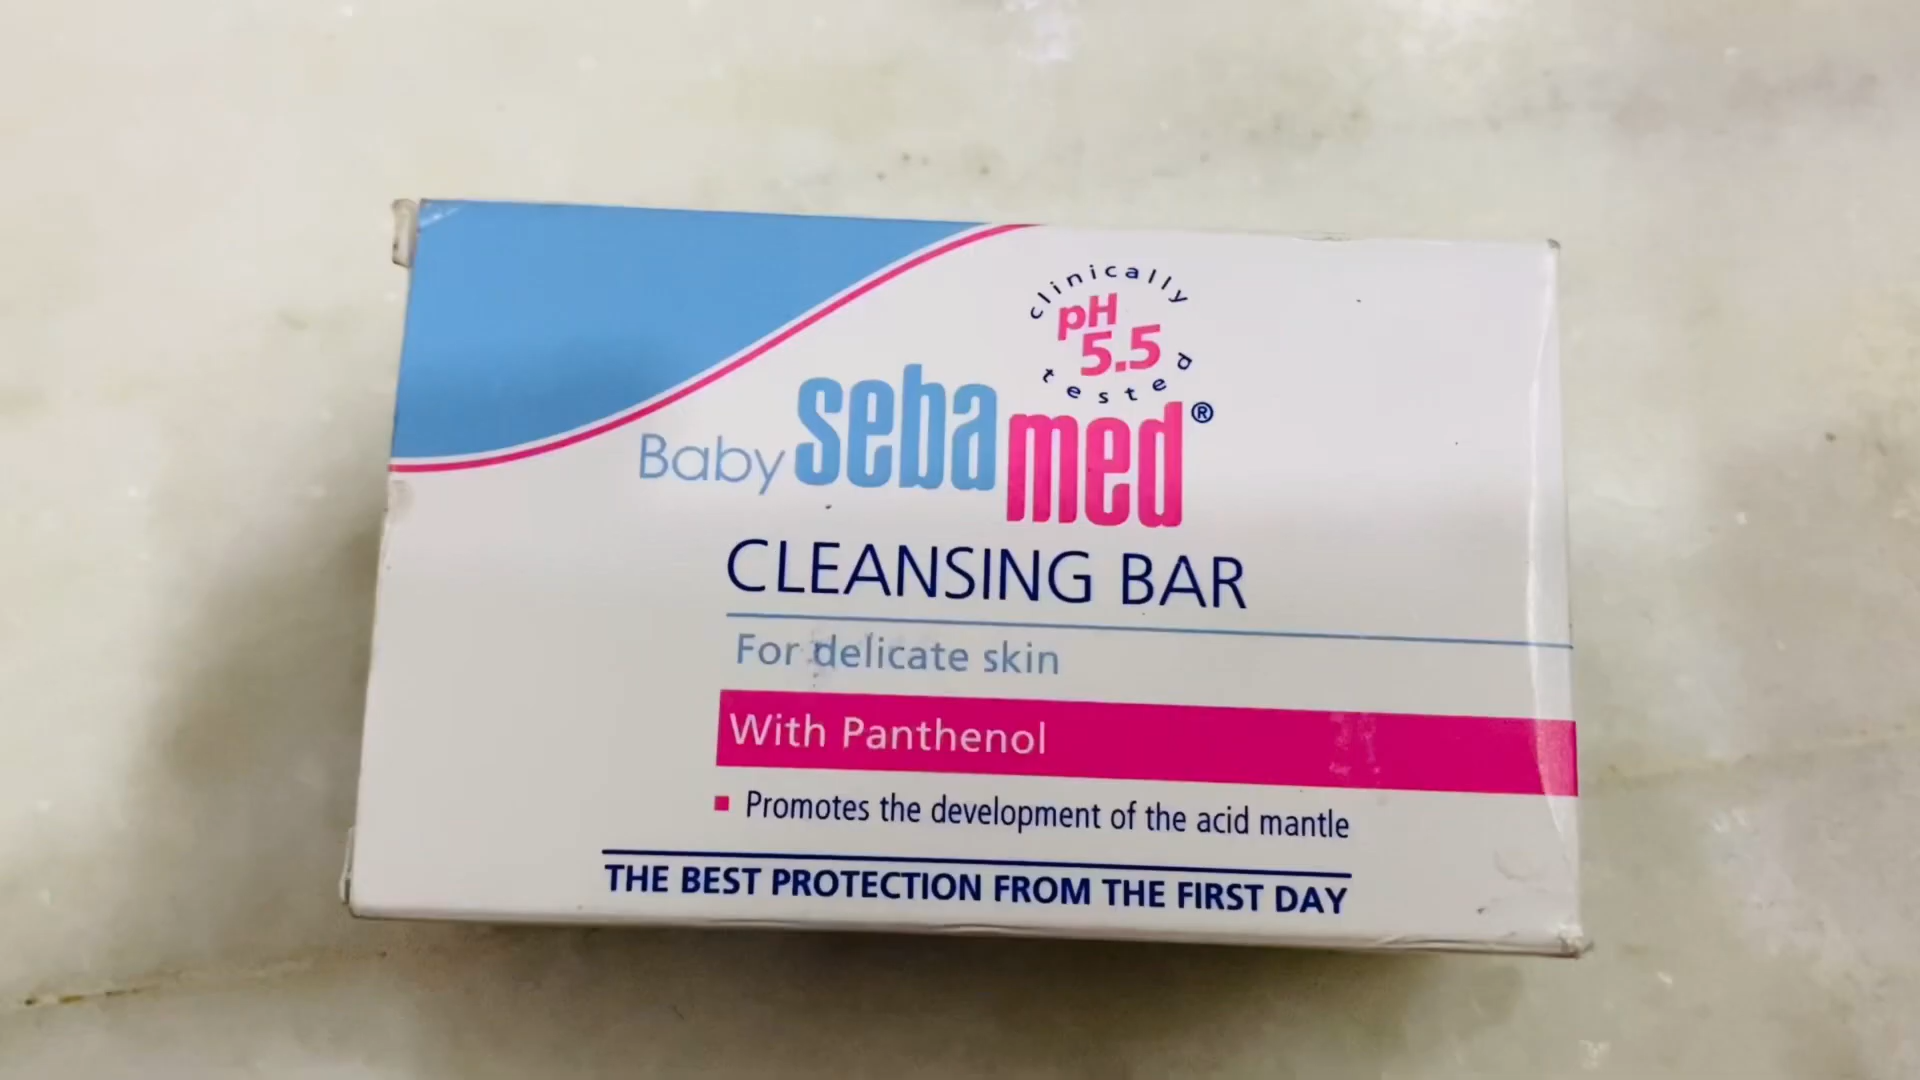 clinically
pH
5.5
tested
Baby sebamed®
CLEANSING BAR
For delicate skin
With Panthenol
▪ Promotes the development of the acid mantle
THE BEST PROTECTION FROM THE FIRST DAY